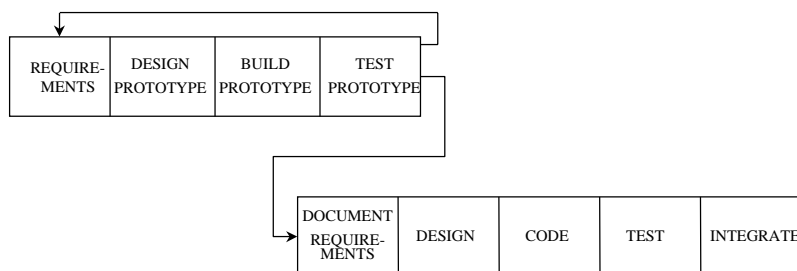 REQUIRE-
MENTS
DESIGN
PROTOTYPE
BUILD
PROTOTYPE
TEST
PROTOTYPE
DOCUMENT
REQUIRE-
MENTS
DESIGN
CODE
TEST
INTEGRATE